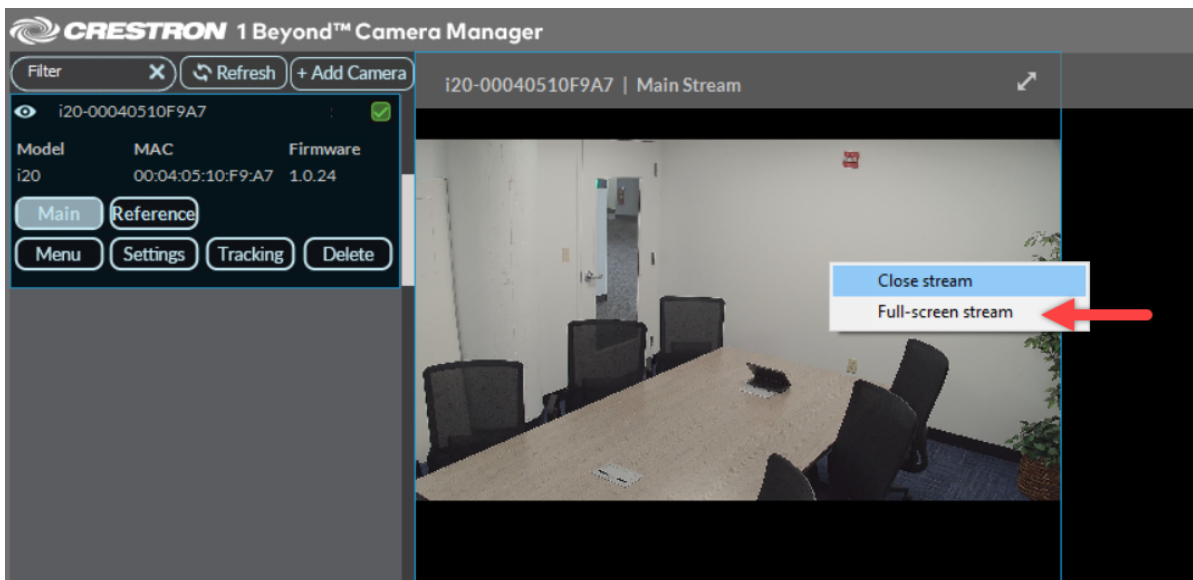 CRESTRON 1 Beyond™ Camera Manager
Filter Refresh + Add Camera
i20-00040510F9A7 | Main Stream
i20-00040510F9A7
Model MAC Firmware
i20 00:04:05:10:F9:A7 1.0.24
Main Reference
Menu Settings Tracking Delete
Close stream
Full-screen stream